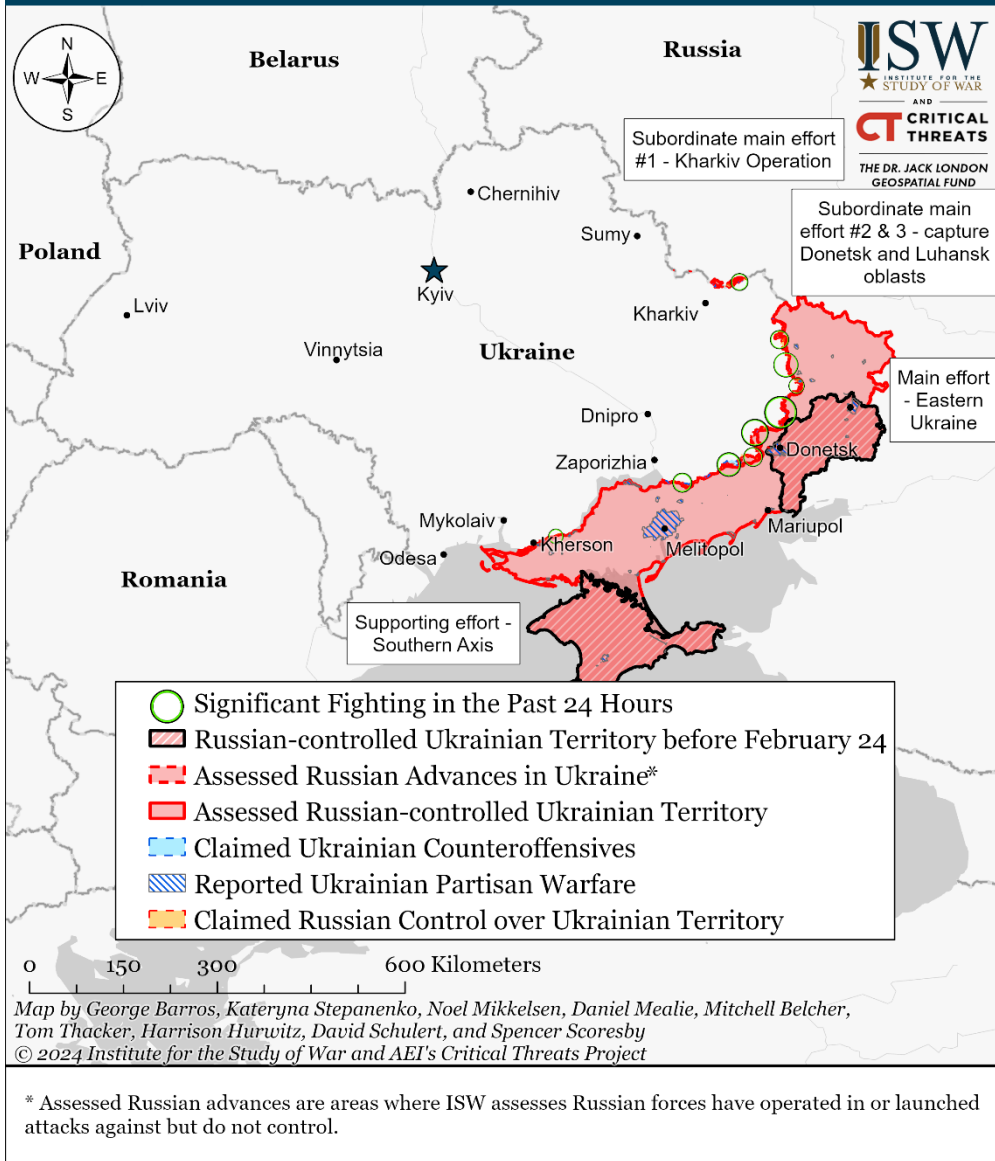 N
W E
S
Belarus
Russia
ISW
INSTITUTE FOR THE
STUDY OF WAR
AND
CT CRITICAL
THREATS
THE DR. JACK LONDON
GEOSPATIAL FUND
Subordinate main effort
#1 - Kharkiv Operation
Subordinate main
effort #2 & 3 - capture
Donetsk and Luhansk
oblasts
Chernihiv
Sumy
Poland
Kyiv
Lviv
Kharkiv
Vinnytsia
Ukraine
Main effort
- Eastern
Ukraine
Dnipro
Donetsk
Zaporizhia
Mykolaiv
Mariupol
Kherson
Melitopol
Odesa
Romania
Supporting effort -
Southern Axis
Significant Fighting in the Past 24 Hours
Russian-controlled Ukrainian Territory before February 24
Assessed Russian Advances in Ukraine*
Assessed Russian-controlled Ukrainian Territory
Claimed Ukrainian Counteroffensives
Reported Ukrainian Partisan Warfare
Claimed Russian Control over Ukrainian Territory
0 150 300 600 Kilometers
Map by George Barros, Kateryna Stepanenko, Noel Mikkelsen, Daniel Mealie, Mitchell Belcher,
Tom Thacker, Harrison Hurwitz, David Schulert, and Spencer Scoresby
© 2024 Institute for the Study of War and AEI's Critical Threats Project
* Assessed Russian advances are areas where ISW assesses Russian forces have operated in or launched
attacks against but do not control.